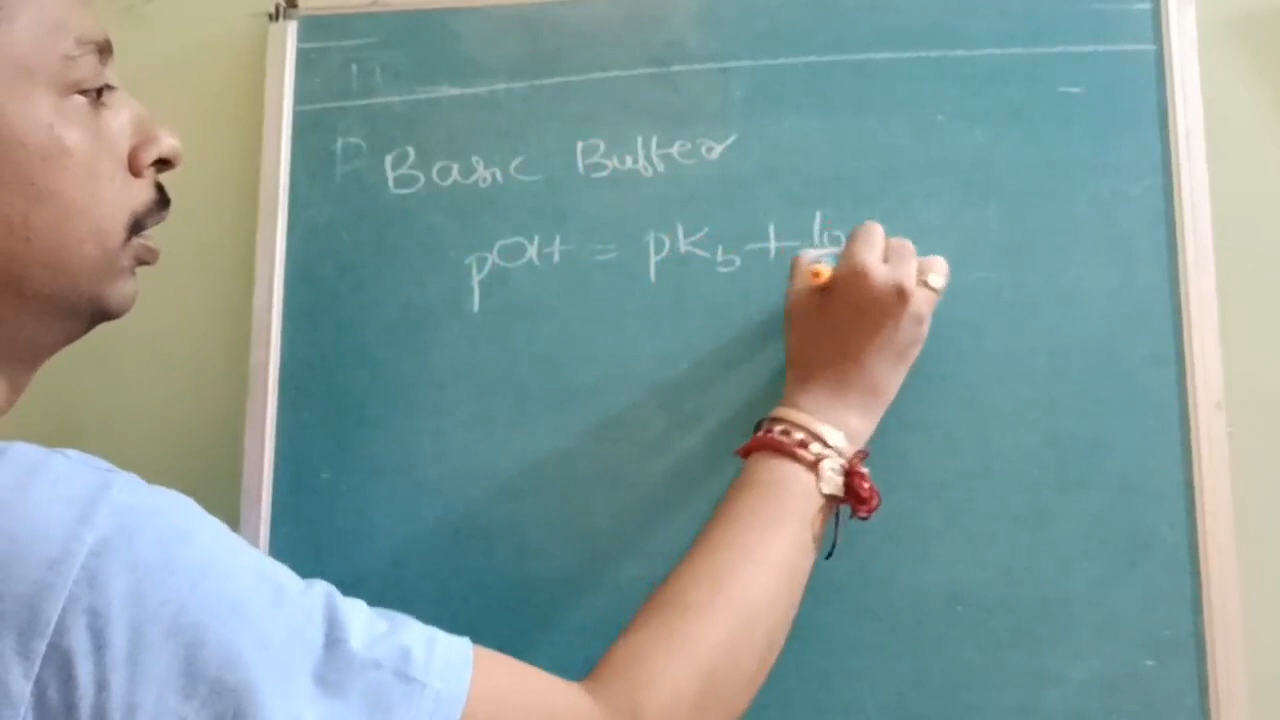 Basic Buffer
pOH = pKb + lo